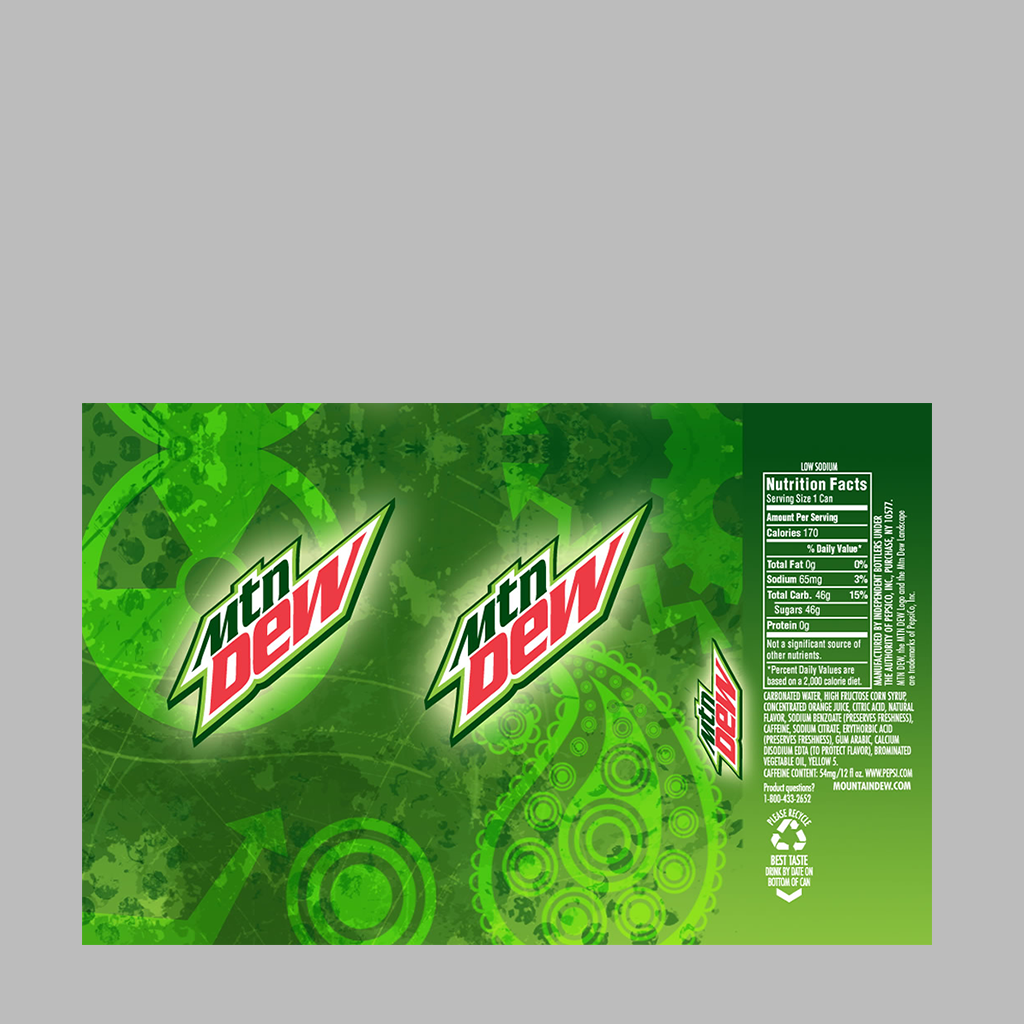 Mtn
DEW
Mtn
DEW
Mtn
DEW
LOW SODIUM
Nutrition Facts
Serving Size 1 Can
Amount Per Serving
Calories 170
% Daily Value*
Total Fat 0g 0%
Sodium 65mg 3%
Total Carb. 46g 15%
Sugars 46g
Protein 0g
Not a significant source of
other nutrients.
*Percent Daily Values are
based on a 2,000 calorie diet.
MANUFACTURED BY INDEPENDENT BOTTLERS UNDER
THE AUTHORITY OF PEPSICO, INC., PURCHASE, NY 10577.
MTN DEW, the MTN DEW Logo and the Mtn Dew Landscape
are trademarks of PepsiCo, Inc.
CARBONATED WATER, HIGH FRUCTOSE CORN SYRUP,
CONCENTRATED ORANGE JUICE, CITRIC ACID, NATURAL
FLAVOR, SODIUM BENZOATE (PRESERVES FRESHNESS),
CAFFEINE, SODIUM CITRATE, ERYTHORBIC ACID
(PRESERVES FRESHNESS), GUM ARABIC, CALCIUM
DISODIUM EDTA (TO PROTECT FLAVOR), BROMINATED
VEGETABLE OIL, YELLOW 5.
CAFFEINE CONTENT: 54mg/12 fl oz. WWW.PEPSI.COM
Product questions? MOUNTAINDEW.COM
1-800-433-2652
PLEASE RECYCLE
BEST TASTE
DRINK BY DATE ON
BOTTOM OF CAN